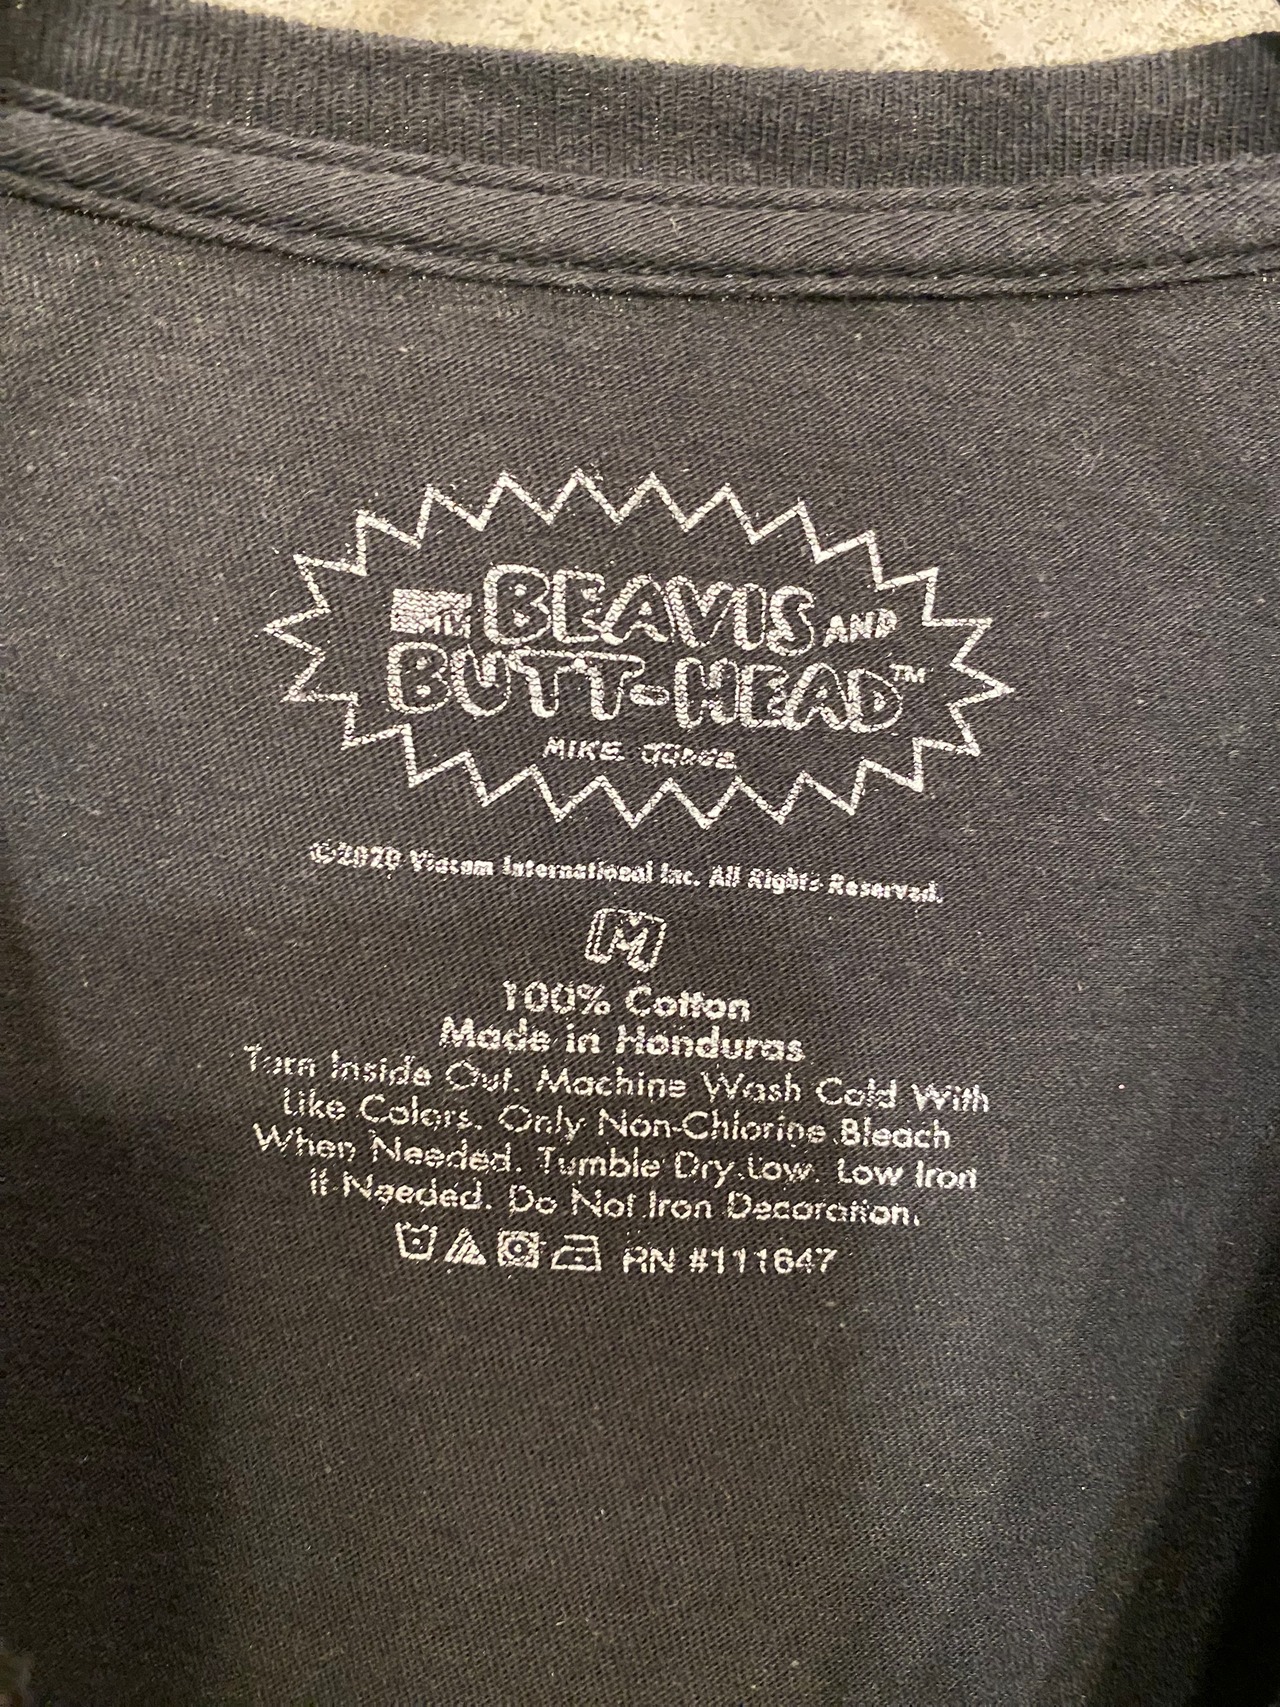 MTV BEAVIS AND
BUTT-HEAD™
MIKE JUDGE
©2020 Viacom International Inc. All Rights Reserved.
M
100% Cotton
Made in Honduras
Turn Inside Out. Machine Wash Cold With
Like Colors. Only Non-Chlorine Bleach
When Needed. Tumble Dry Low. Low Iron
if Needed. Do Not Iron Decoration.
RN #111647